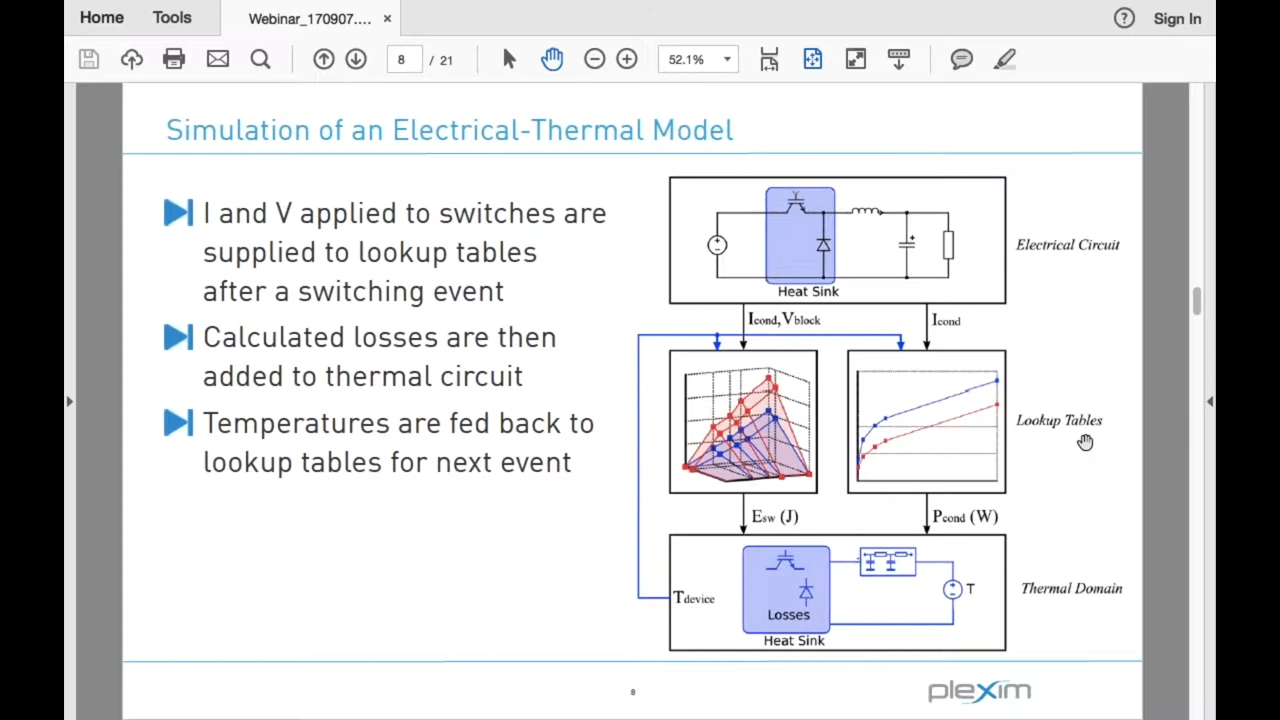 Home
Tools
Webinar_170907.... ×
Sign In
8 / 21
52.1%
Simulation of an Electrical-Thermal Model
I and V applied to switches are
supplied to lookup tables
after a switching event
Calculated losses are then
added to thermal circuit
Temperatures are fed back to
lookup tables for next event
Heat Sink
Electrical Circuit
Icond,Vblock
Icond
Lookup Tables
Esw (J)
Pcond (W)
Tdevice
Losses
Heat Sink
T
Thermal Domain
8
plexim